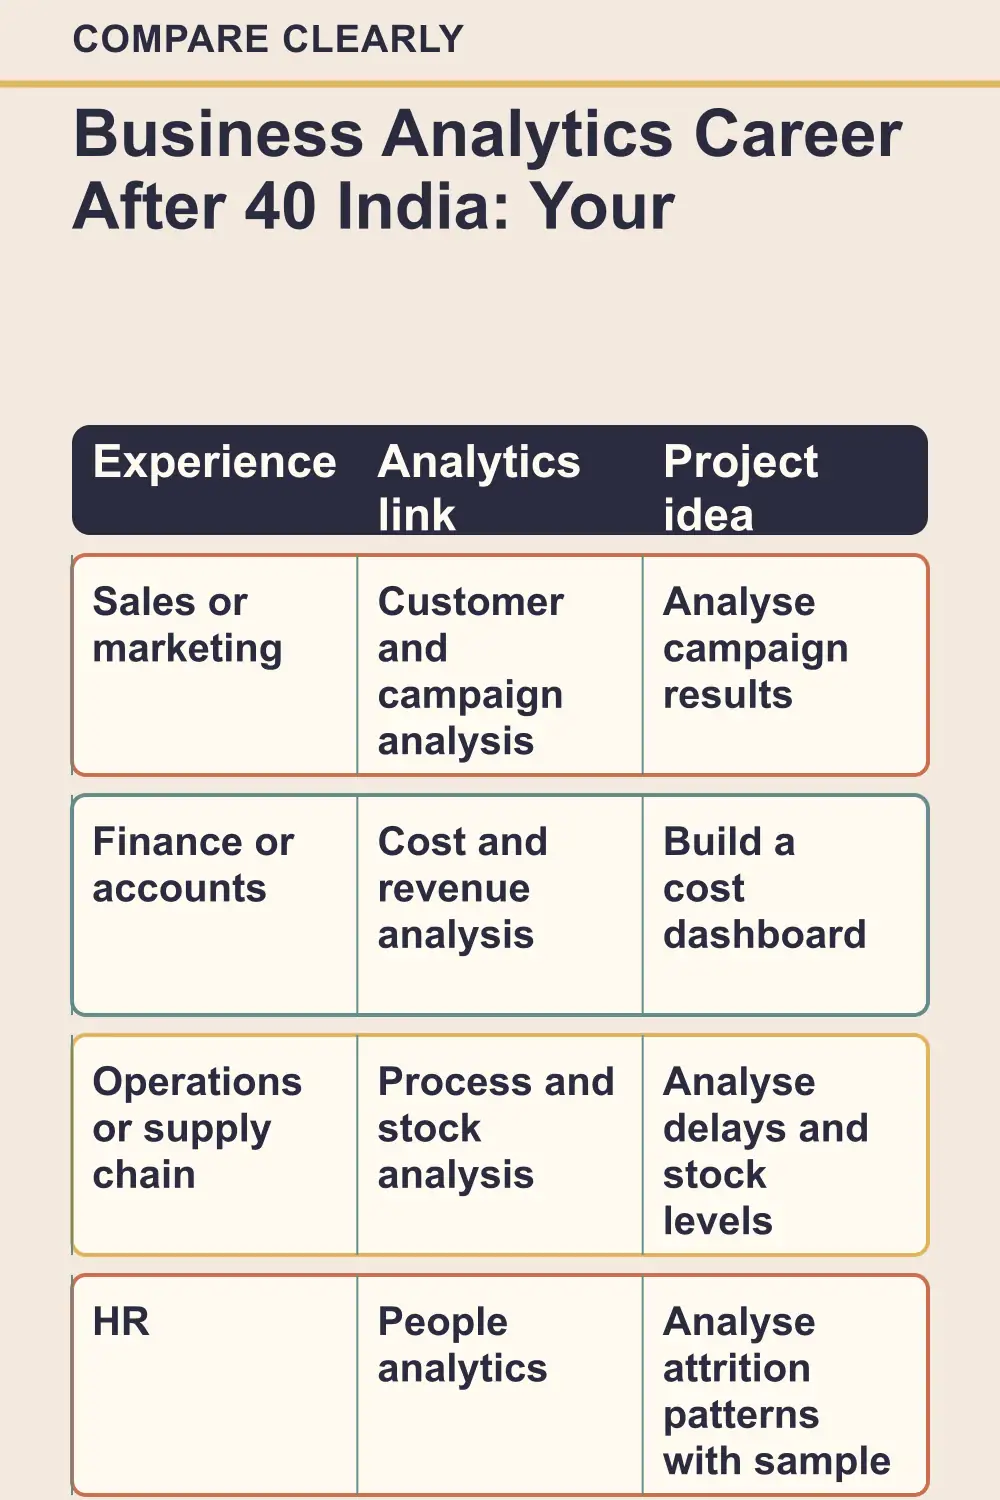 COMPARE CLEARLY
Business Analytics Career
After 40 India: Your
Experience
Analytics
link
Project
idea
Sales or
marketing
Customer
and
campaign
analysis
Analyse
campaign
results
Finance or
accounts
Cost and
revenue
analysis
Build a
cost
dashboard
Operations
or supply
chain
Process and
stock
analysis
Analyse
delays and
stock
levels
HR
People
analytics
Analyse
attrition
patterns
with sample